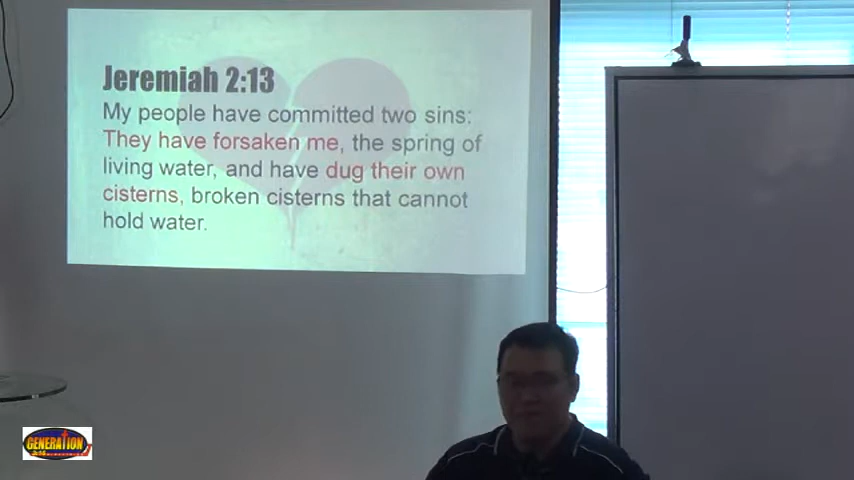 Jeremiah 2:13
My people have committed two sins:
They have forsaken me, the spring of
living water, and have dug their own
cisterns, broken cisterns that cannot
hold water.
GENERATION